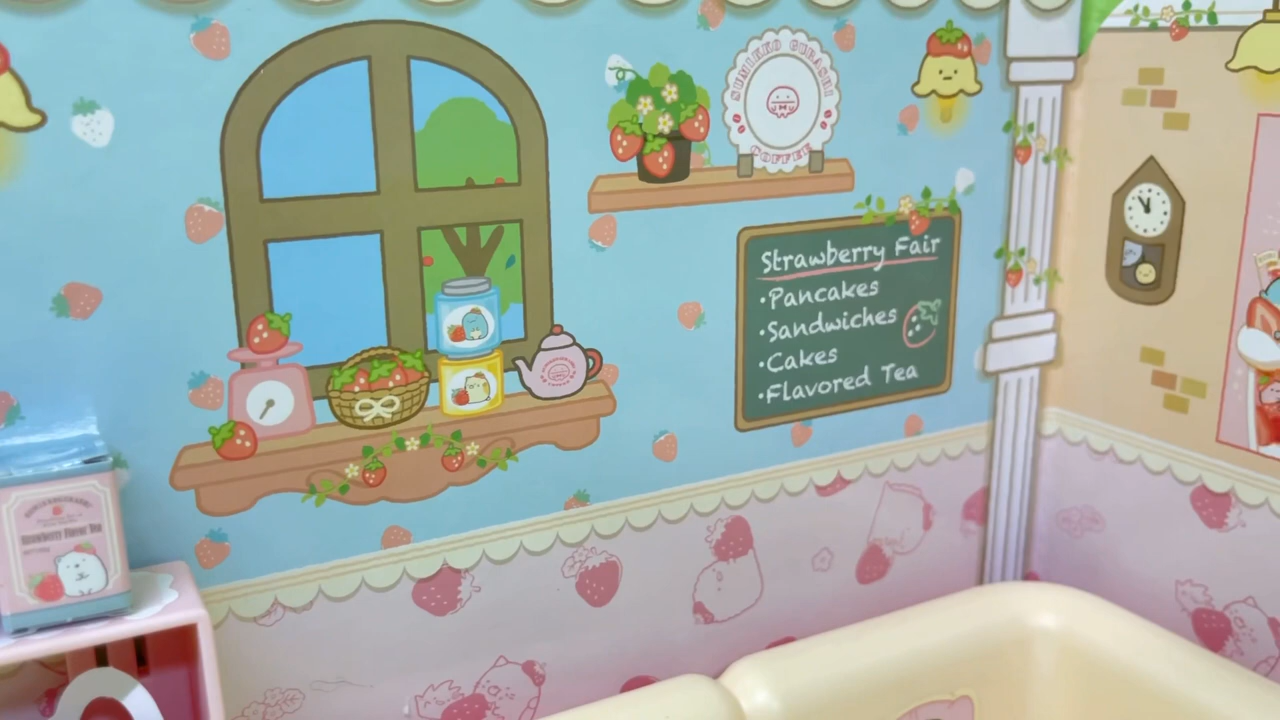 SUMIKKO GURASHI
COFFEE
Strawberry Fair
·Pancakes
·Sandwiches
·Cakes
·Flavored Tea
Strawberry Flavor Tea